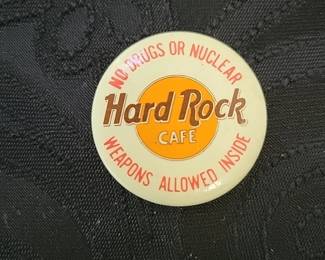 NO DRUGS OR NUCLEAR
Hard Rock
CAFE
WEAPONS ALLOWED INSIDE